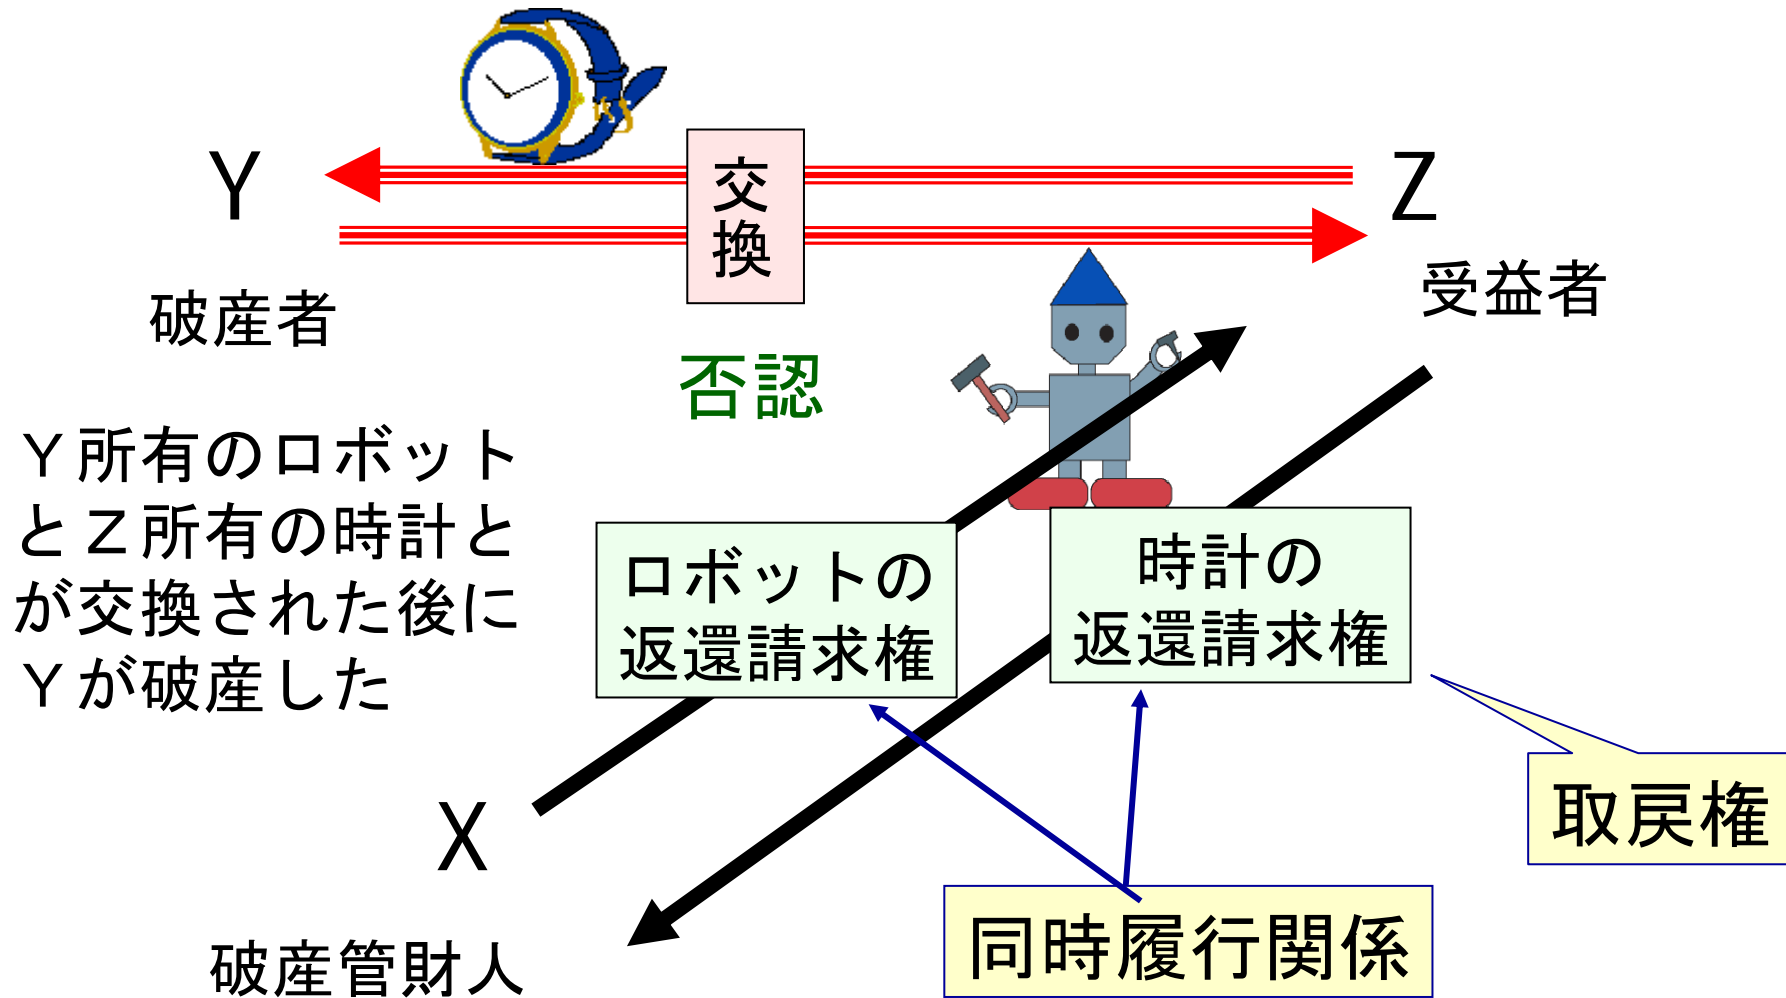 Y
交
換
Z
破産者
受益者
否認
Ｙ所有のロボット
とＺ所有の時計と
が交換された後に
Ｙが破産した
ロボットの
返還請求権
時計の
返還請求権
取戻権
X
破産管財人
同時履行関係